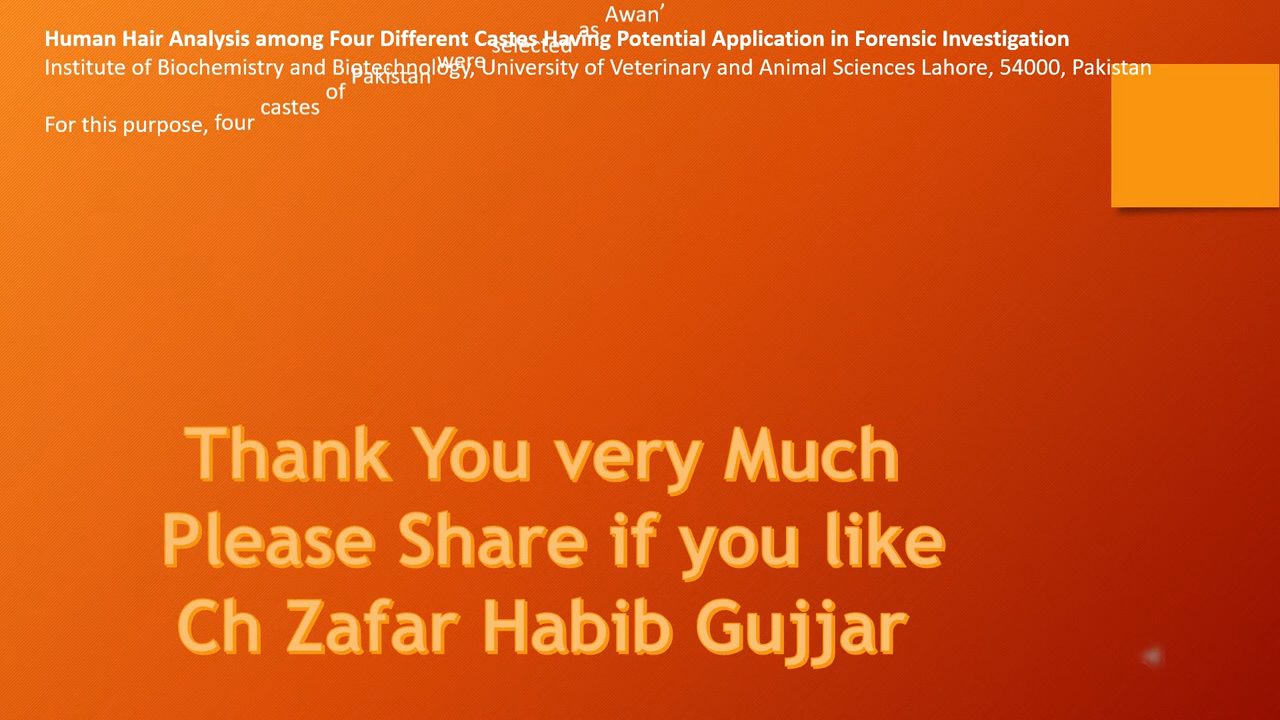 Human Hair Analysis among Four Different Castes Having Potential Application in Forensic Investigation
Institute of Biochemistry and Biotechnology, University of Veterinary and Animal Sciences Lahore, 54000, Pakistan
For this purpose, four castes of Pakistan were selected as Awan’
Thank You very Much
Please Share if you like
Ch Zafar Habib Gujjar